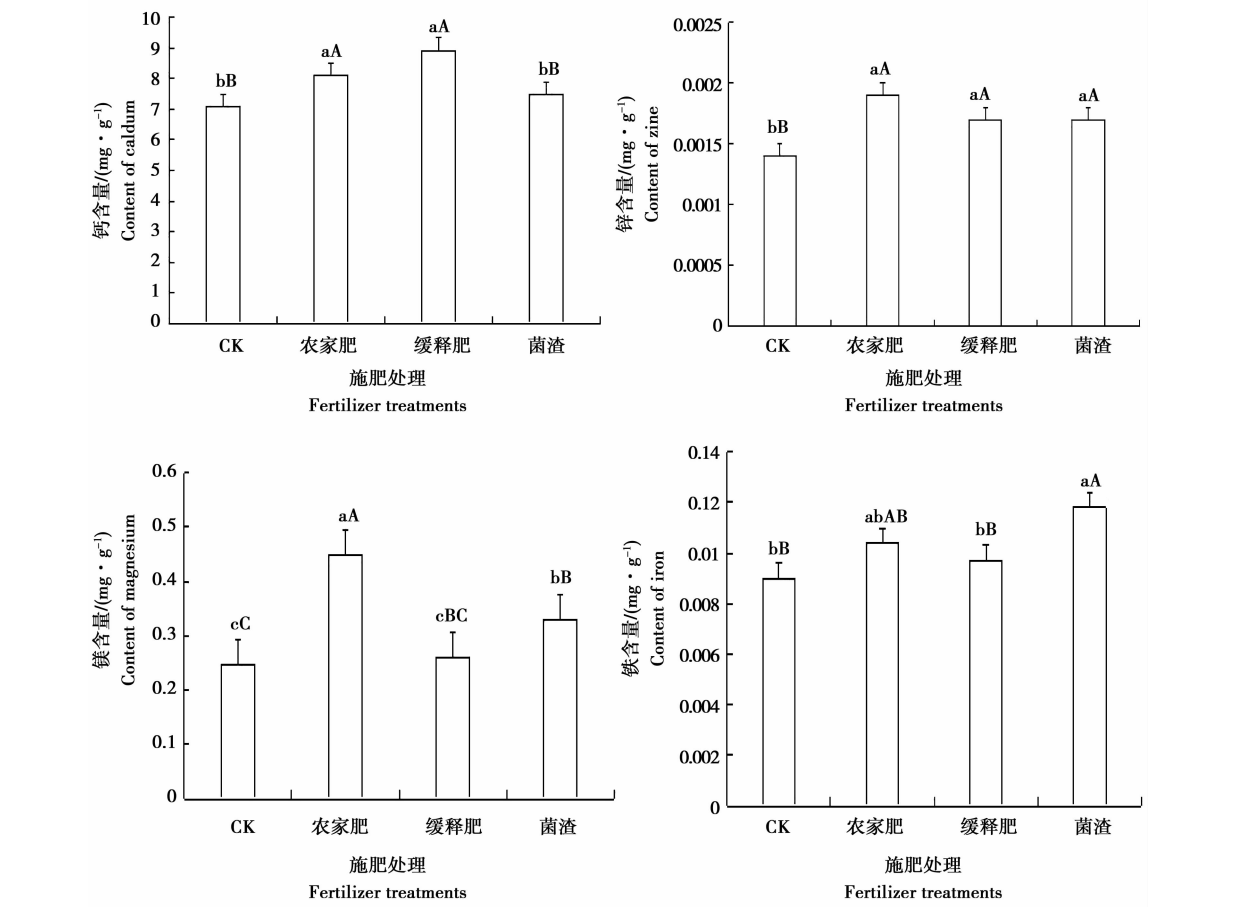 钙含量/(mg·g⁻¹)
Content of caldum
10
9
8
7
6
5
4
3
2
1
0
bB
aA
aA
bB
CK
农家肥
缓释肥
菌渣
施肥处理
Fertilizer treatments
锌含量/(mg·g⁻¹)
Content of zine
0.0025
0.002
0.0015
0.001
0.0005
0
bB
aA
aA
aA
CK
农家肥
缓释肥
菌渣
施肥处理
Fertilizer treatments
镁含量/(mg·g⁻¹)
Content of magnesium
0.6
0.5
0.4
0.3
0.2
0.1
0
cC
aA
cBC
bB
CK
农家肥
缓释肥
菌渣
施肥处理
Fertilizer treatments
铁含量/(mg·g⁻¹)
Content of iron
0.14
0.12
0.01
0.008
0.006
0.004
0.002
0
bB
abAB
bB
aA
CK
农家肥
缓释肥
菌渣
施肥处理
Fertilizer treatments